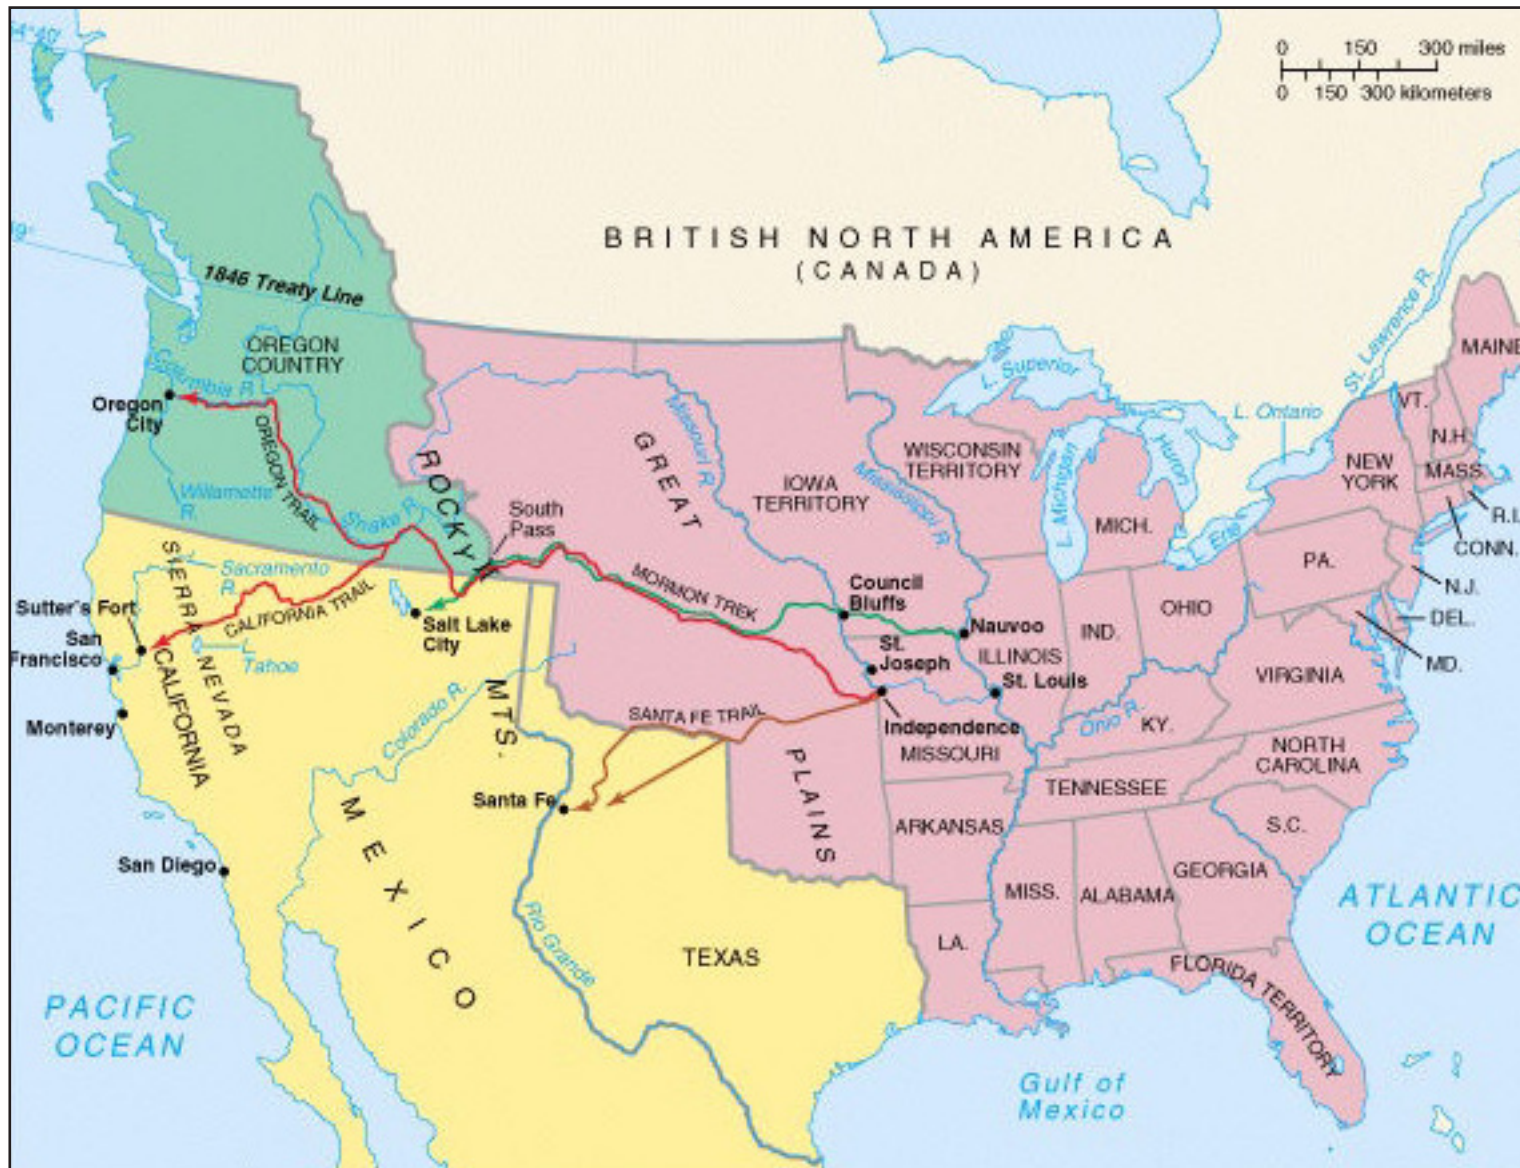 54°40'
0 150 300 miles
0 150 300 kilometers
BRITISH NORTH AMERICA
(CANADA)
49°
1846 Treaty Line
OREGON
COUNTRY
Columbia R.
Oregon
City
OREGON TRAIL
Willamette
R.
Snake R.
ROCKY
MTS.
South
Pass
GREAT
PLAINS
Missouri R.
IOWA
TERRITORY
WISCONSIN
TERRITORY
Mississippi R.
L. Superior
L. Michigan
Huron
L. Erie
L. Ontario
St. Lawrence R.
MAINE
VT.
N.H.
MASS.
NEW
YORK
R.I.
CONN.
MICH.
PA.
N.J.
DEL.
MD.
OHIO
IND.
ILLINOIS
VIRGINIA
Ohio R.
KY.
NORTH
CAROLINA
TENNESSEE
S.C.
GEORGIA
ALABAMA
MISS.
LA.
ARKANSAS
MISSOURI
FLORIDA TERRITORY
MORMON TREK
Council
Bluffs
Nauvoo
St.
Joseph
St. Louis
Independence
SANTA FE TRAIL
Santa Fe
SIERRA
NEVADA
Sacramento
R.
Sutter's Fort
San
Francisco
L.
Tahoe
CALIFORNIA TRAIL
Salt Lake
City
CALIFORNIA
Monterey
Colorado R.
San Diego
MEXICO
Rio Grande
TEXAS
PACIFIC
OCEAN
Gulf of
Mexico
ATLANTIC
OCEAN